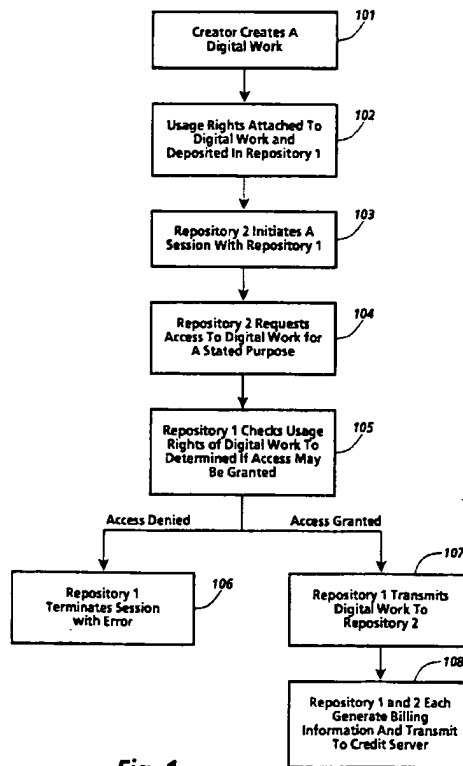 101
Creator Creates A
Digital Work
102
Usage Rights Attached To
Digital Work and
Deposited In Repository 1
103
Repository 2 Initiates A
Session With Repository 1
104
Repository 2 Requests
Access To Digital Work for
A Stated Purpose
105
Repository 1 Checks Usage
Rights of Digital Work To
Determined If Access May
Be Granted
Access Denied
Access Granted
106
Repository 1
Terminates Session
with Error
107
Repository 1 Transmits
Digital Work To
Repository 2
108
Repository 1 and 2 Each
Generate Billing
Information And Transmit
To Credit Server
Fig. 1